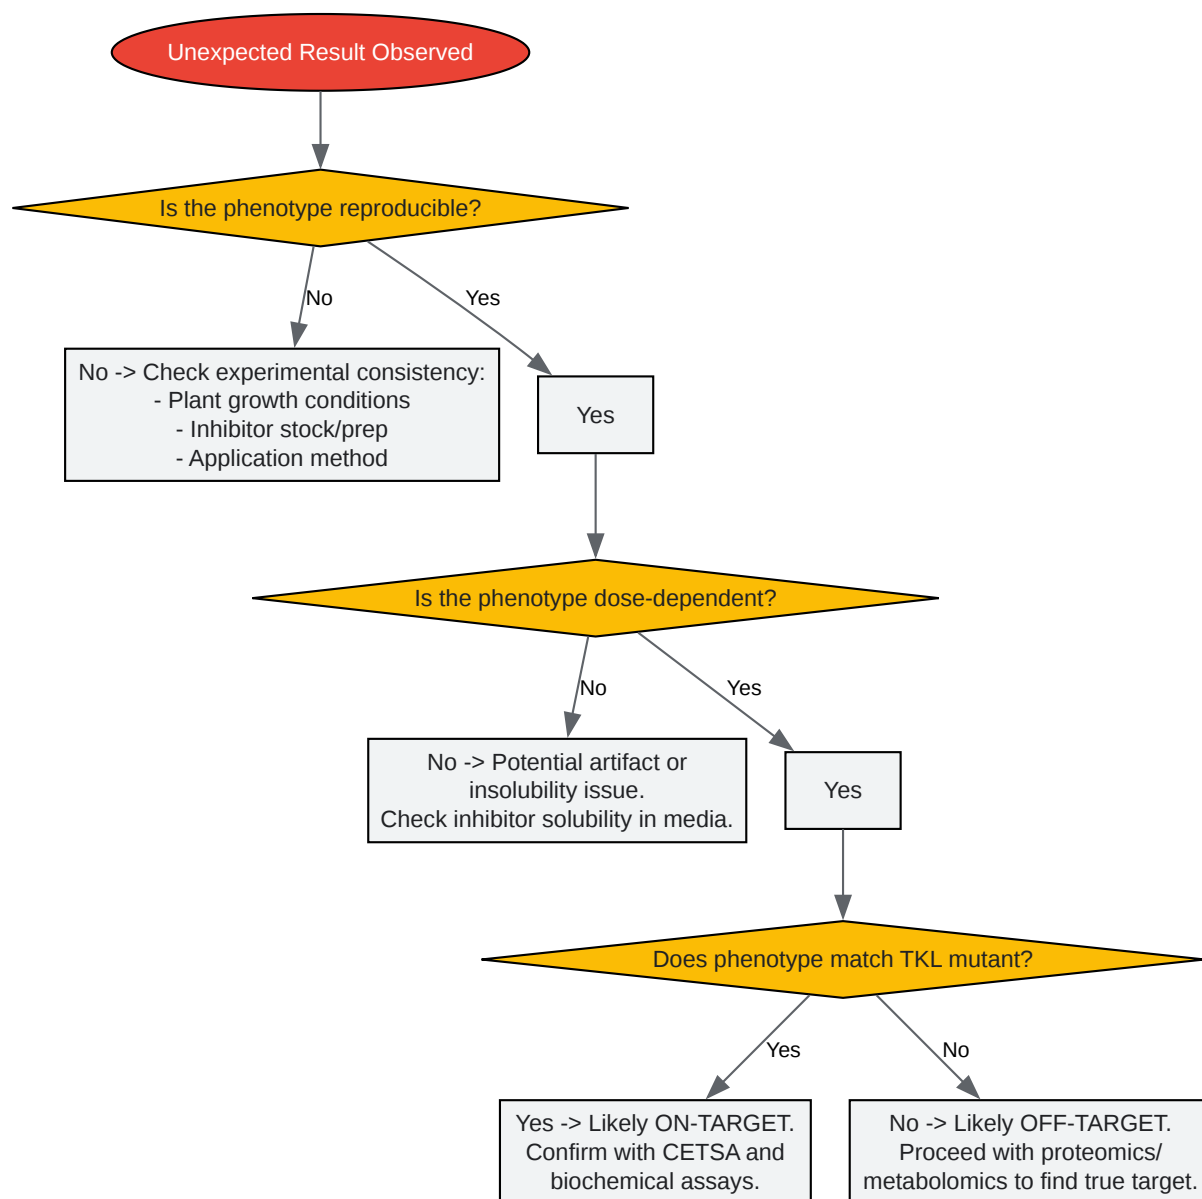 Unexpected Result Observed
Is the phenotype reproducible?
No
Yes
No -> Check experimental consistency:
- Plant growth conditions
- Inhibitor stock/prep
- Application method
Yes
Is the phenotype dose-dependent?
No
Yes
No -> Potential artifact or
insolubility issue.
Check inhibitor solubility in media.
Yes
Does phenotype match TKL mutant?
Yes
No
Yes -> Likely ON-TARGET.
Confirm with CETSA and
biochemical assays.
No -> Likely OFF-TARGET.
Proceed with proteomics/
metabolomics to find true target.